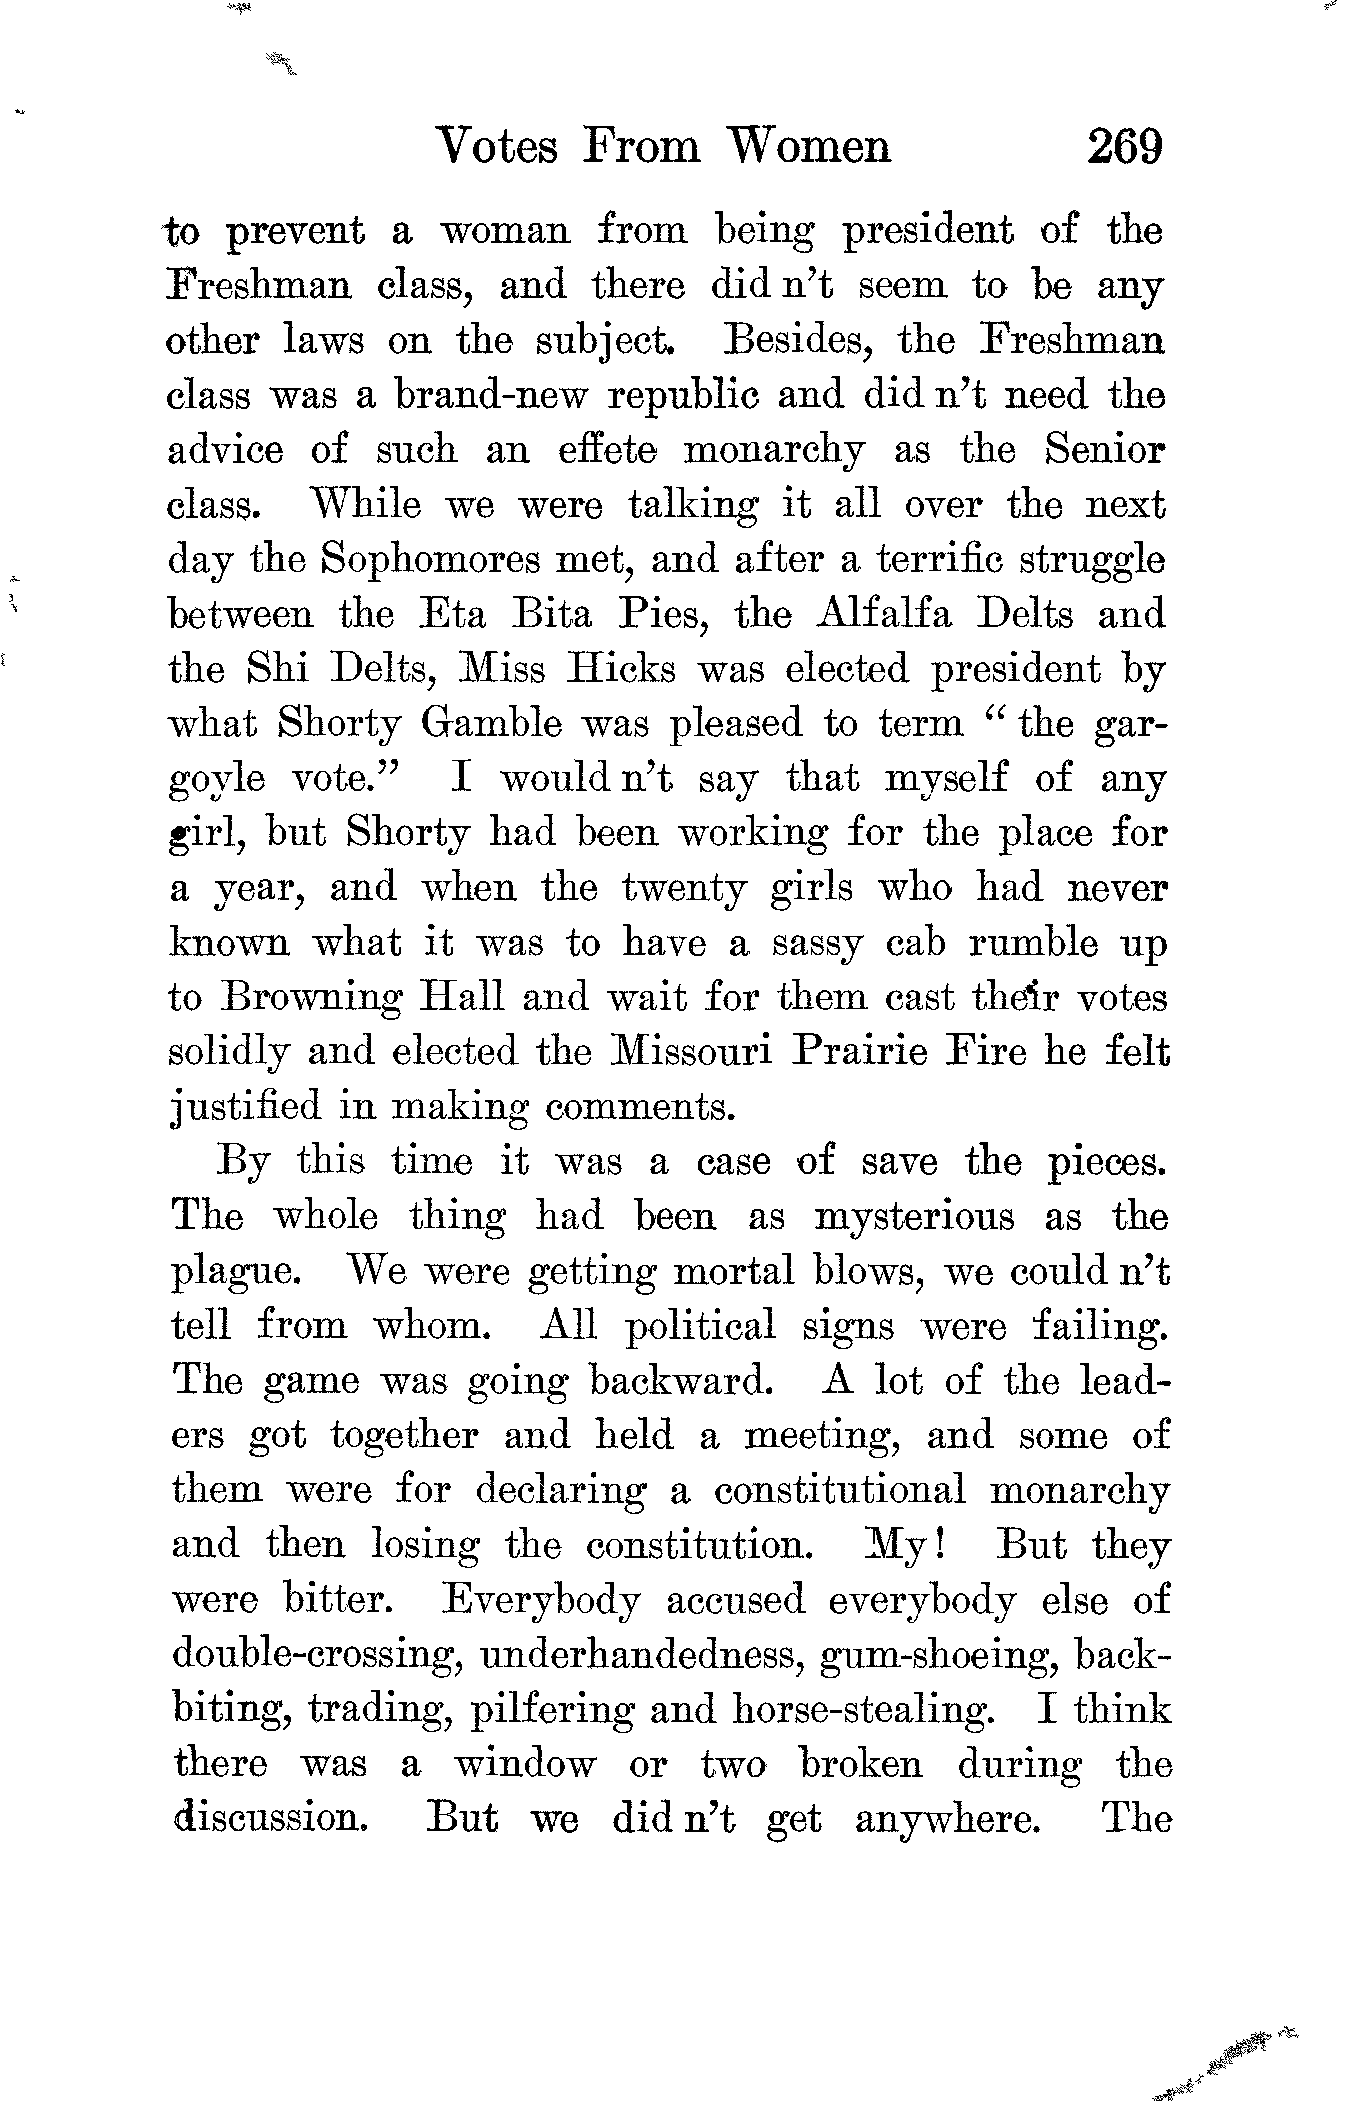 Votes From Women 269
to prevent a woman from being president of the
Freshman class, and there did n't seem to be any
other laws on the subject. Besides, the Freshman
class was a brand-new republic and did n't need the
advice of such an effete monarchy as the Senior
class. While we were talking it all over the next
day the Sophomores met, and after a terrific struggle
between the Eta Bita Pies, the Alfalfa Delts and
the Shi Delts, Miss Hicks was elected president by
what Shorty Gamble was pleased to term " the gar-
goyle vote." I would n't say that myself of any
girl, but Shorty had been working for the place for
a year, and when the twenty girls who had never
known what it was to have a sassy cab rumble up
to Browning Hall and wait for them cast their votes
solidly and elected the Missouri Prairie Fire he felt
justified in making comments.
By this time it was a case of save the pieces.
The whole thing had been as mysterious as the
plague. We were getting mortal blows, we could n't
tell from whom. All political signs were failing.
The game was going backward. A lot of the lead-
ers got together and held a meeting, and some of
them were for declaring a constitutional monarchy
and then losing the constitution. My! But they
were bitter. Everybody accused everybody else of
double-crossing, underhandedness, gum-shoeing, back-
biting, trading, pilfering and horse-stealing. I think
there was a window or two broken during the
discussion. But we did n't get anywhere. The